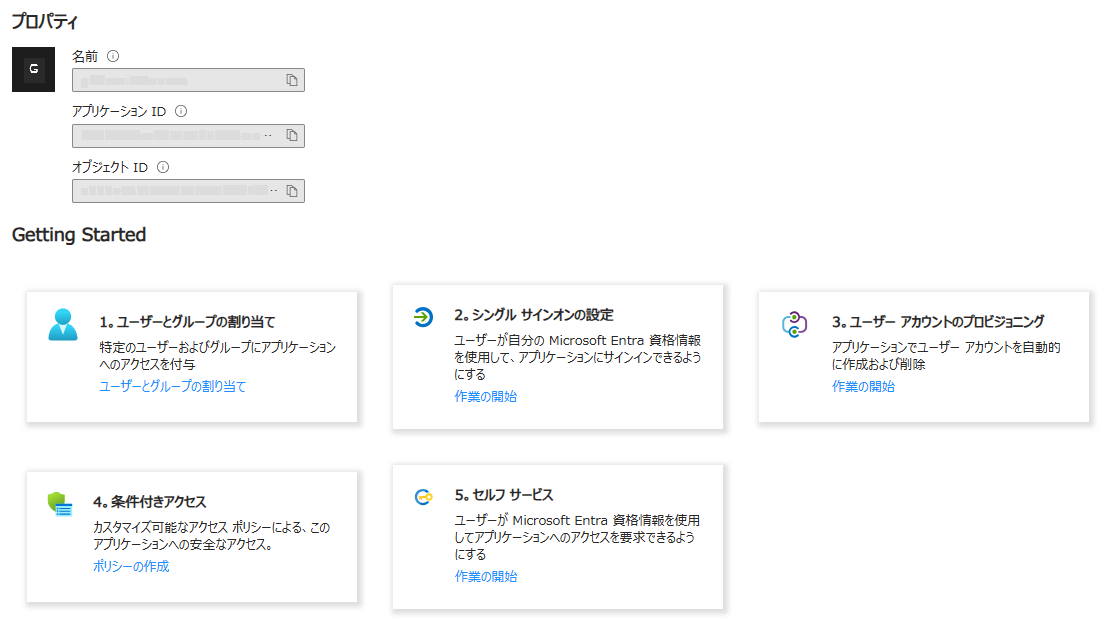 プロパティ
G
名前
アプリケーション ID
オブジェクト ID
Getting Started
1。ユーザーとグループの割り当て
特定のユーザーおよびグループにアプリケーション
へのアクセスを付与
ユーザーとグループの割り当て
2。シングル サインオンの設定
ユーザーが自分の Microsoft Entra 資格情報
を使用して、アプリケーションにサインインできるよう
にする
作業の開始
3。ユーザー アカウントのプロビジョニング
アプリケーションでユーザー アカウントを自動的
に作成および削除
作業の開始
4。条件付きアクセス
カスタマイズ可能なアクセス ポリシーによる、この
アプリケーションへの安全なアクセス。
ポリシーの作成
5。セルフ サービス
ユーザーが Microsoft Entra 資格情報を使用
してアプリケーションへのアクセスを要求できるよう
にする
作業の開始